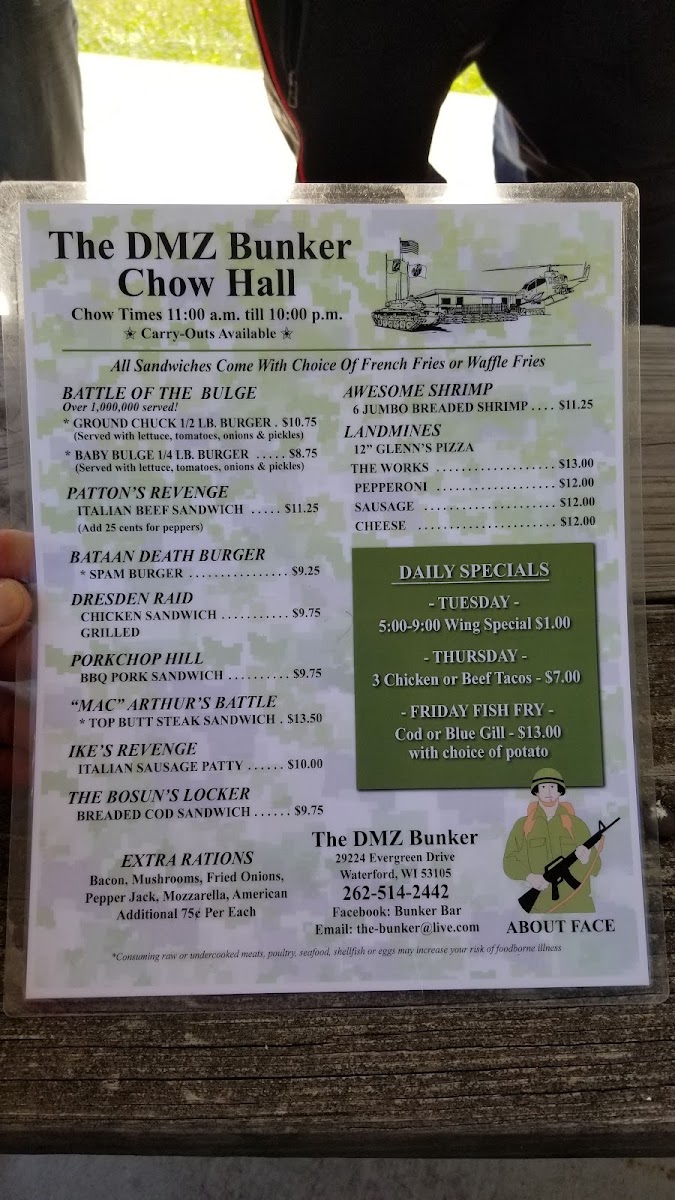 The DMZ Bunker
Chow Hall
Chow Times 11:00 a.m. till 10:00 p.m.
✯ Carry-Outs Available ✯
All Sandwiches Come With Choice Of French Fries or Waffle Fries
BATTLE OF THE BULGE
Over 1,000,000 served!
* GROUND CHUCK 1/2 LB. BURGER . $10.75
(Served with lettuce, tomatoes, onions & pickles)
* BABY BULGE 1/4 LB. BURGER ..... $8.75
(Served with lettuce, tomatoes, onions & pickles)
PATTON'S REVENGE
ITALIAN BEEF SANDWICH ..... $11.25
(Add 25 cents for peppers)
BATAAN DEATH BURGER
* SPAM BURGER ................ $9.25
DRESDEN RAID
CHICKEN SANDWICH ........... $9.75
GRILLED
PORKCHOP HILL
BBQ PORK SANDWICH .......... $9.75
"MAC" ARTHUR'S BATTLE
* TOP BUTT STEAK SANDWICH . $13.50
IKE'S REVENGE
ITALIAN SAUSAGE PATTY ...... $10.00
THE BOSUN'S LOCKER
BREADED COD SANDWICH ...... $9.75
EXTRA RATIONS
Bacon, Mushrooms, Fried Onions,
Pepper Jack, Mozzarella, American
Additional 75¢ Per Each
AWESOME SHRIMP
6 JUMBO BREADED SHRIMP .... $11.25
LANDMINES
12" GLENN'S PIZZA
THE WORKS .................. $13.00
PEPPERONI .................... $12.00
SAUSAGE ...................... $12.00
CHEESE ....................... $12.00
DAILY SPECIALS
- TUESDAY -
5:00-9:00 Wing Special $1.00
- THURSDAY -
3 Chicken or Beef Tacos - $7.00
- FRIDAY FISH FRY -
Cod or Blue Gill - $13.00
with choice of potato
The DMZ Bunker
29224 Evergreen Drive
Waterford, WI 53105
262-514-2442
Facebook: Bunker Bar
Email: the-bunker@live.com
ABOUT FACE
*Consuming raw or undercooked meats, poultry, seafood, shellfish or eggs may increase your risk of foodborne illness